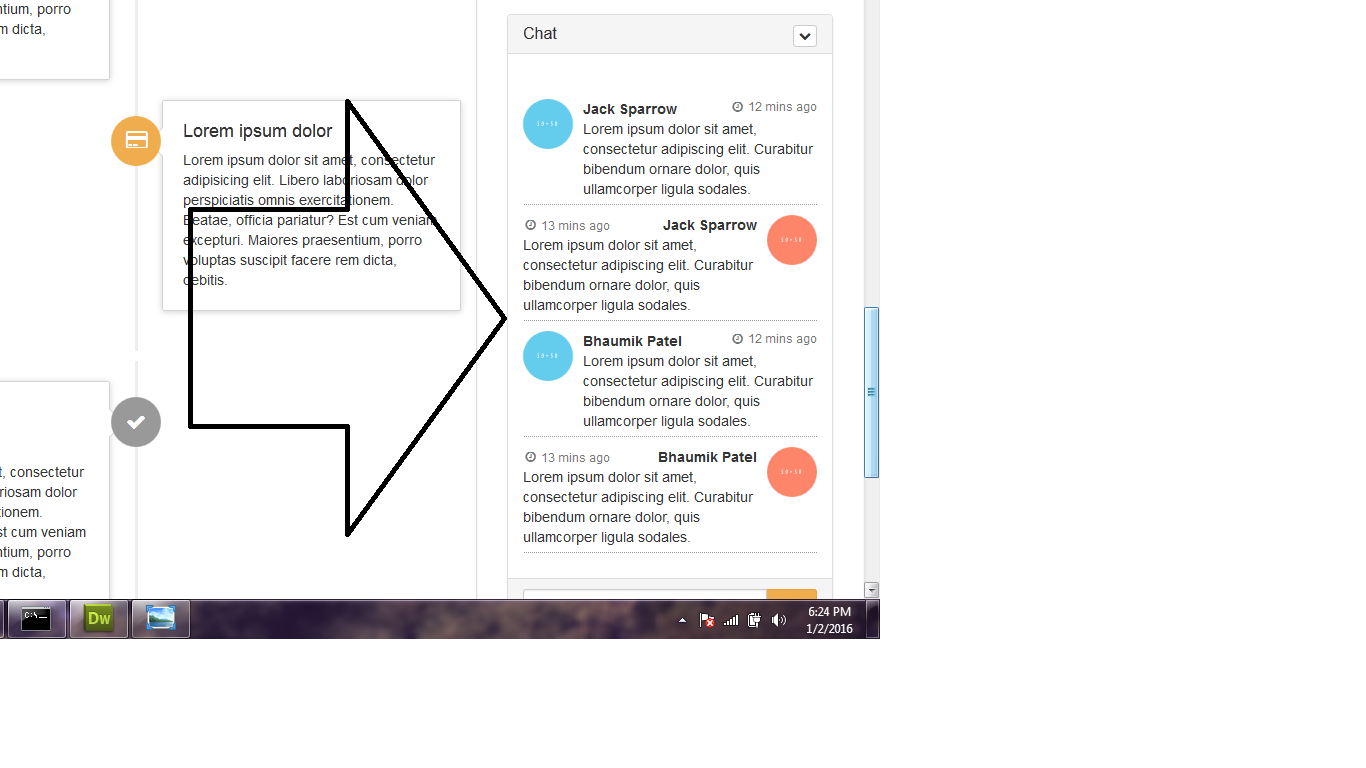 ntium, porro
m dicta,
Lorem ipsum dolor
Lorem ipsum dolor sit amet, consectetur
adipisicing elit. Libero laboriosam dolor
perspiciatis omnis exercitationem.
Beatae, officia pariatur? Est cum veniam
excepturi. Maiores praesentium, porro
voluptas suscipit facere rem dicta,
debitis.
t, consectetur
riosam dolor
tionem.
st cum veniam
ntium, porro
m dicta,
Chat
Jack Sparrow 12 mins ago
Lorem ipsum dolor sit amet,
consectetur adipiscing elit. Curabitur
bibendum ornare dolor, quis
ullamcorper ligula sodales.
13 mins ago Jack Sparrow
Lorem ipsum dolor sit amet,
consectetur adipiscing elit. Curabitur
bibendum ornare dolor, quis
ullamcorper ligula sodales.
Bhaumik Patel 12 mins ago
Lorem ipsum dolor sit amet,
consectetur adipiscing elit. Curabitur
bibendum ornare dolor, quis
ullamcorper ligula sodales.
13 mins ago Bhaumik Patel
Lorem ipsum dolor sit amet,
consectetur adipiscing elit. Curabitur
bibendum ornare dolor, quis
ullamcorper ligula sodales.
C:\_
Dw
6:24 PM
1/2/2016